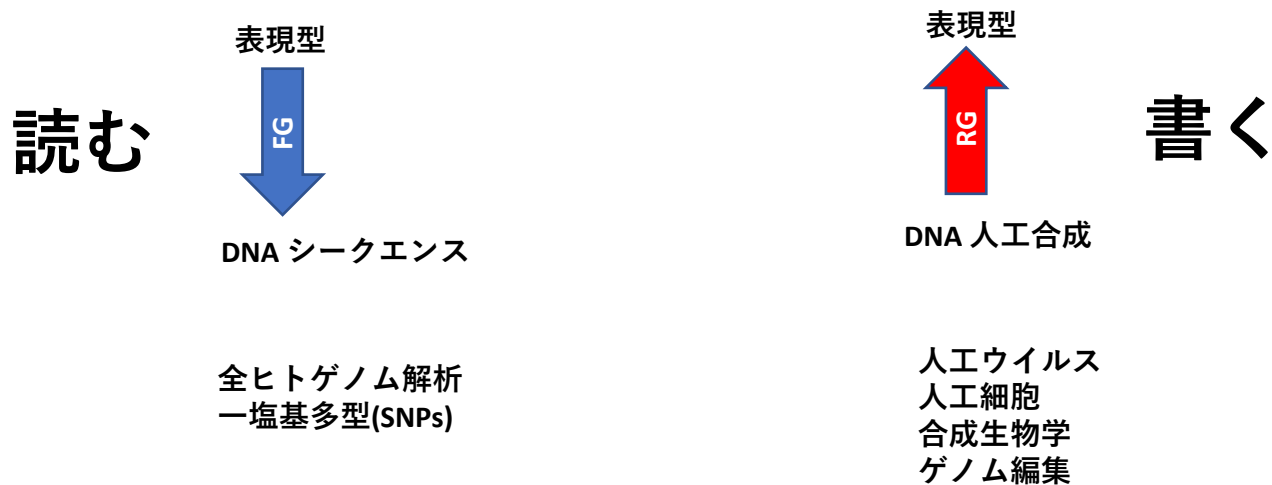 読む
表現型
FG
DNA シークエンス
全ヒトゲノム解析
一塩基多型(SNPs)
表現型
RG
書く
DNA 人工合成
人工ウイルス
人工細胞
合成生物学
ゲノム編集